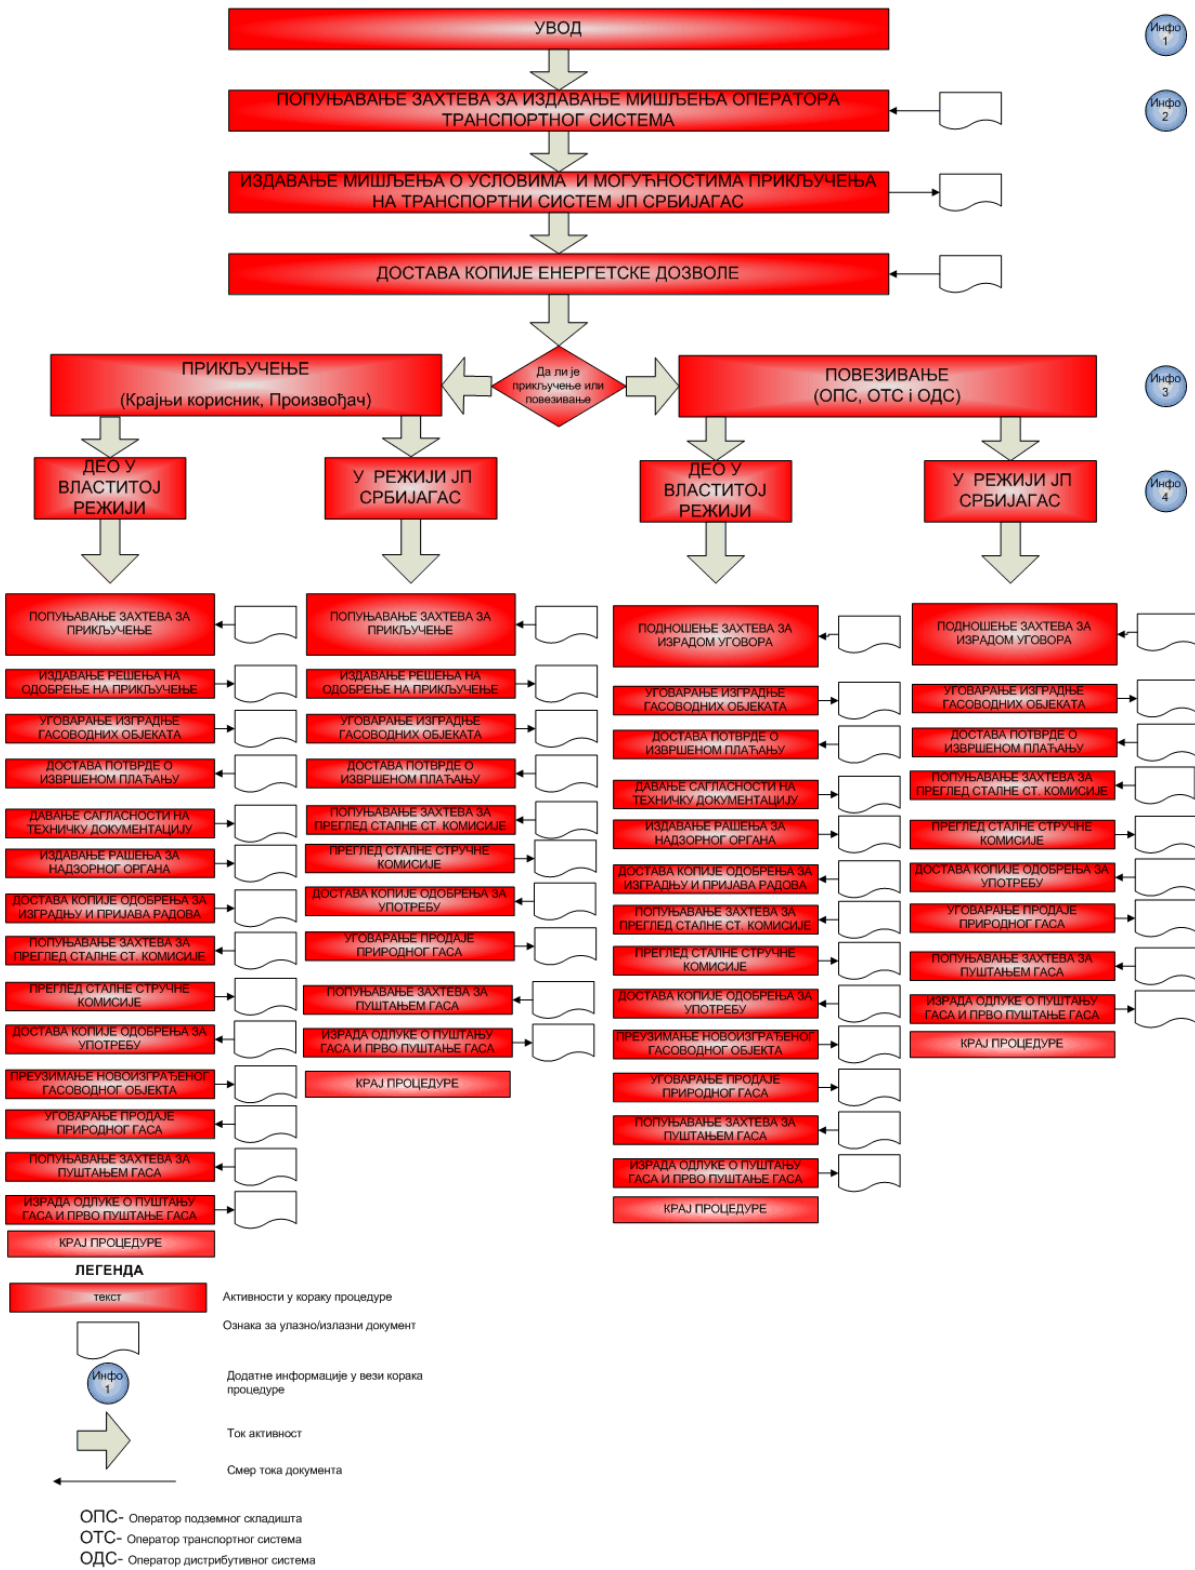 УВОД
Инфо
1
ПОПУЊАВАЊЕ ЗАХТЕВА ЗА ИЗДАВАЊЕ МИШЉЕЊА ОПЕРАТОРА
ТРАНСПОРТНОГ СИСТЕМА
Инфо
2
ИЗДАВАЊЕ МИШЉЕЊА О УСЛОВИМА И МОГУЋНОСТИМА ПРИКЉУЧЕЊА
НА ТРАНСПОРТНИ СИСТЕМ ЈП СРБИЈАГАС
ДОСТАВА КОПИЈЕ ЕНЕРГЕТСКЕ ДОЗВОЛЕ
ПРИКЉУЧЕЊЕ
(Крајњи корисник, Произвођач)
Да ли је
прикључење или
повезивање
ПОВЕЗИВАЊЕ
(ОПС, ОТС і ОДС)
Инфо
3
ДЕО У
ВЛАСТИТОЈ
РЕЖИЈИ
У РЕЖИЈИ ЈП
СРБИЈАГАС
ДЕО У
ВЛАСТИТОЈ
РЕЖИЈИ
У РЕЖИЈИ ЈП
СРБИЈАГАС
Инфо
4
ПОПУЊАВАЊЕ ЗАХТЕВА ЗА
ПРИКЉУЧЕЊЕ
ИЗДАВАЊЕ РЕШЕЊА НА
ОДОБРЕЊЕ НА ПРИКЉУЧЕЊЕ
УГОВАРАЊЕ ИЗГРАДЊЕ
ГАСОВОДНИХ ОБЈЕКАТА
ДОСТАВА ПОТВРДЕ О
ИЗВРШЕНОМ ПЛАЋАЊУ
ДАВАЊЕ САГЛАСНОСТИ НА
ТЕХНИЧКУ ДОКУМЕНТАЦИЈУ
ИЗДАВАЊЕ РАШЕЊА ЗА
НАДЗОРНОГ ОРГАНА
ДОСТАВА КОПИЈЕ ОДОБРЕЊА ЗА
ИЗГРАДЊУ И ПРИЈАВА РАДОВА
ПОПУЊАВАЊЕ ЗАХТЕВА ЗА
ПРЕГЛЕД СТАЛНЕ СТ. КОМИСИЈЕ
ПРЕГЛЕД СТАЛНЕ СТРУЧНЕ
КОМИСИЈЕ
ДОСТАВА КОПИЈЕ ОДОБРЕЊА ЗА
УПОТРЕБУ
ПРЕУЗИМАЊЕ НОВОИЗГРАЂЕНОГ
ГАСОВОДНОГ ОБЈЕКТА
УГОВАРАЊЕ ПРОДАЈЕ
ПРИРОДНОГ ГАСА
ПОПУЊАВАЊЕ ЗАХТЕВА ЗА
ПУШТАЊЕМ ГАСА
ИЗРАДА ОДЛУКЕ О ПУШТАЊУ
ГАСА И ПРВО ПУШТАЊЕ ГАСА
КРАЈ ПРОЦЕДУРЕ
ПОПУЊАВАЊЕ ЗАХТЕВА ЗА
ПРИКЉУЧЕЊЕ
ИЗДАВАЊЕ РЕШЕЊА НА
ОДОБРЕЊЕ НА ПРИКЉУЧЕЊЕ
УГОВАРАЊЕ ИЗГРАДЊЕ
ГАСОВОДНИХ ОБЈЕКАТА
ДОСТАВА ПОТВРДЕ О
ИЗВРШЕНОМ ПЛАЋАЊУ
ПОПУЊАВАЊЕ ЗАХТЕВА ЗА
ПРЕГЛЕД СТАЛНЕ СТ. КОМИСИЈЕ
ПРЕГЛЕД СТАЛНЕ СТРУЧНЕ
КОМИСИЈЕ
ДОСТАВА КОПИЈЕ ОДОБРЕЊА ЗА
УПОТРЕБУ
УГОВАРАЊЕ ПРОДАЈЕ
ПРИРОДНОГ ГАСА
ПОПУЊАВАЊЕ ЗАХТЕВА ЗА
ПУШТАЊЕМ ГАСА
ИЗРАДА ОДЛУКЕ О ПУШТАЊУ
ГАСА И ПРВО ПУШТАЊЕ ГАСА
КРАЈ ПРОЦЕДУРЕ
ПОДНОШЕЊЕ ЗАХТЕВА ЗА
ИЗРАДОМ УГОВОРА
УГОВАРАЊЕ ИЗГРАДЊЕ
ГАСОВОДНИХ ОБЈЕКАТА
ДОСТАВА ПОТВРДЕ О
ИЗВРШЕНОМ ПЛАЋАЊУ
ДАВАЊЕ САГЛАСНОСТИ НА
ТЕХНИЧКУ ДОКУМЕНТАЦИЈУ
ИЗДАВАЊЕ РАШЕЊА ЗА
НАДЗОРНОГ ОРГАНА
ДОСТАВА КОПИЈЕ ОДОБРЕЊА ЗА
ИЗГРАДЊУ И ПРИЈАВА РАДОВА
ПОПУЊАВАЊЕ ЗАХТЕВА ЗА
ПРЕГЛЕД СТАЛНЕ СТ. КОМИСИЈЕ
ПРЕГЛЕД СТАЛНЕ СТРУЧНЕ
КОМИСИЈЕ
ДОСТАВА КОПИЈЕ ОДОБРЕЊА ЗА
УПОТРЕБУ
ПРЕУЗИМАЊЕ НОВОИЗГРАЂЕНОГ
ГАСОВОДНОГ ОБЈЕКТА
УГОВАРАЊЕ ПРОДАЈЕ
ПРИРОДНОГ ГАСА
ПОПУЊАВАЊЕ ЗАХТЕВА ЗА
ПУШТАЊЕМ ГАСА
ИЗРАДА ОДЛУКЕ О ПУШТАЊУ
ГАСА И ПРВО ПУШТАЊЕ ГАСА
КРАЈ ПРОЦЕДУРЕ
ПОДНОШЕЊЕ ЗАХТЕВА ЗА
ИЗРАДОМ УГОВОРА
УГОВАРАЊЕ ИЗГРАДЊЕ
ГАСОВОДНИХ ОБЈЕКАТА
ДОСТАВА ПОТВРДЕ О
ИЗВРШЕНОМ ПЛАЋАЊУ
ПОПУЊАВАЊЕ ЗАХТЕВА ЗА
ПРЕГЛЕД СТАЛНЕ СТ. КОМИСИЈЕ
ПРЕГЛЕД СТАЛНЕ СТРУЧНЕ
КОМИСИЈЕ
ДОСТАВА КОПИЈЕ ОДОБРЕЊА ЗА
УПОТРЕБУ
УГОВАРАЊЕ ПРОДАЈЕ
ПРИРОДНОГ ГАСА
ПОПУЊАВАЊЕ ЗАХТЕВА ЗА
ПУШТАЊЕМ ГАСА
ИЗРАДА ОДЛУКЕ О ПУШТАЊУ
ГАСА И ПРВО ПУШТАЊЕ ГАСА
КРАЈ ПРОЦЕДУРЕ
ЛЕГЕНДА
текст
Активности у кораку процедуре
Ознака за улазно/излазни документ
Инфо
1
Додатне информације у вези корака
процедуре
Ток активност
Смер тока документа
ОПС- Оператор подземног складишта
ОТС- Оператор транспортног система
ОДС- Оператор дистрибутивног система